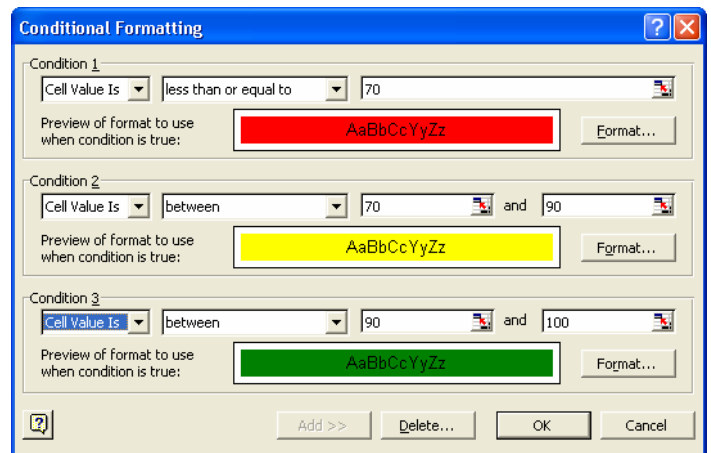 Conditional Formatting
Condition 1
Cell Value Is less than or equal to 70
Preview of format to use
when condition is true:
AaBbCcYyZz
Format...
Condition 2
Cell Value Is between 70 and 90
Preview of format to use
when condition is true:
AaBbCcYyZz
Format...
Condition 3
Cell Value Is between 90 and 100
Preview of format to use
when condition is true:
AaBbCcYyZz
Format...
Add >> Delete... OK Cancel